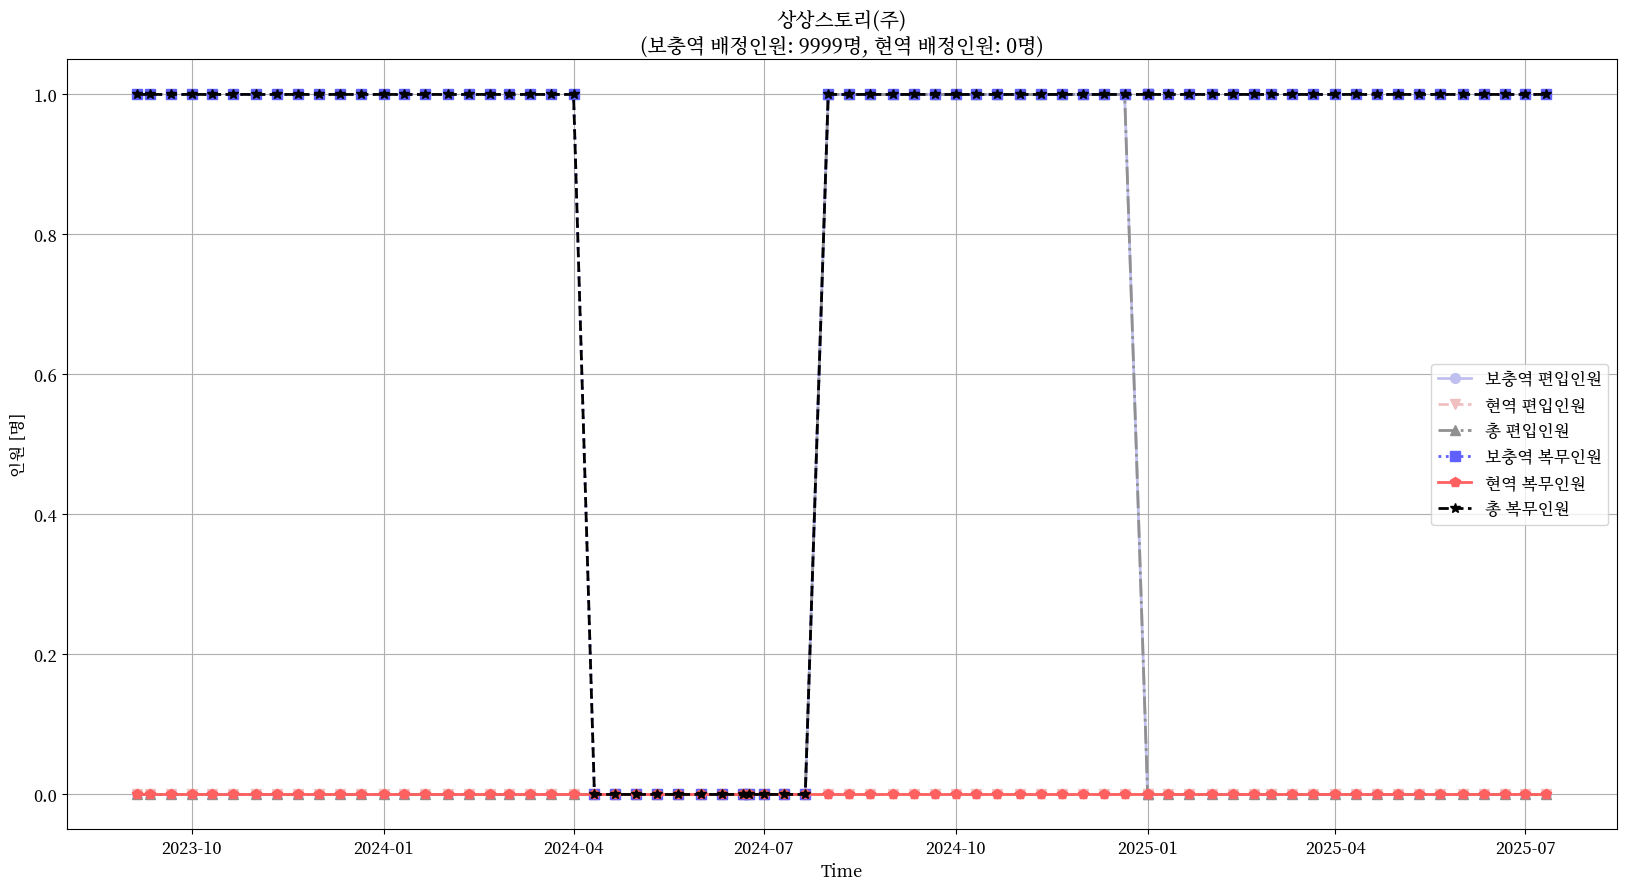 상상스토리(주)
(보충역 배정인원: 9999명, 현역 배정인원: 0명)
인원 [명]
1.0
0.8
0.6
0.4
0.2
0.0
보충역 편입인원
현역 편입인원
총 편입인원
보충역 복무인원
현역 복무인원
총 복무인원
2023-10
2024-01
2024-04
2024-07
2024-10
2025-01
2025-04
2025-07
Time